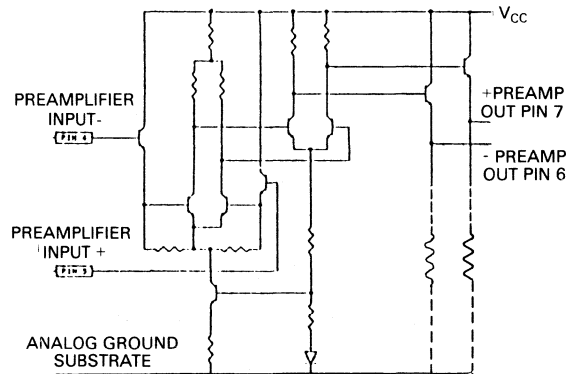 VCC
PREAMPLIFIER
INPUT-
PIN 4
+PREAMP
OUT PIN 7
- PREAMP
OUT PIN 6
PREAMPLIFIER
INPUT +
PIN 5
ANALOG GROUND
SUBSTRATE